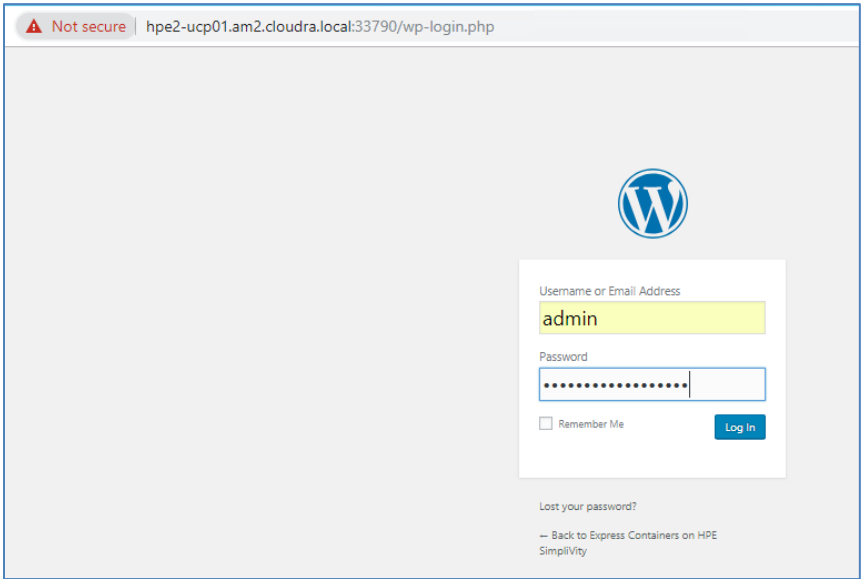 Not secure hpe2-ucp01.am2.cloudra.local:33790/wp-login.php
Username or Email Address
admin
Password
••••••••••••••••••
Remember Me
Log In
Lost your password?
← Back to Express Containers on HPE
SimpliVity